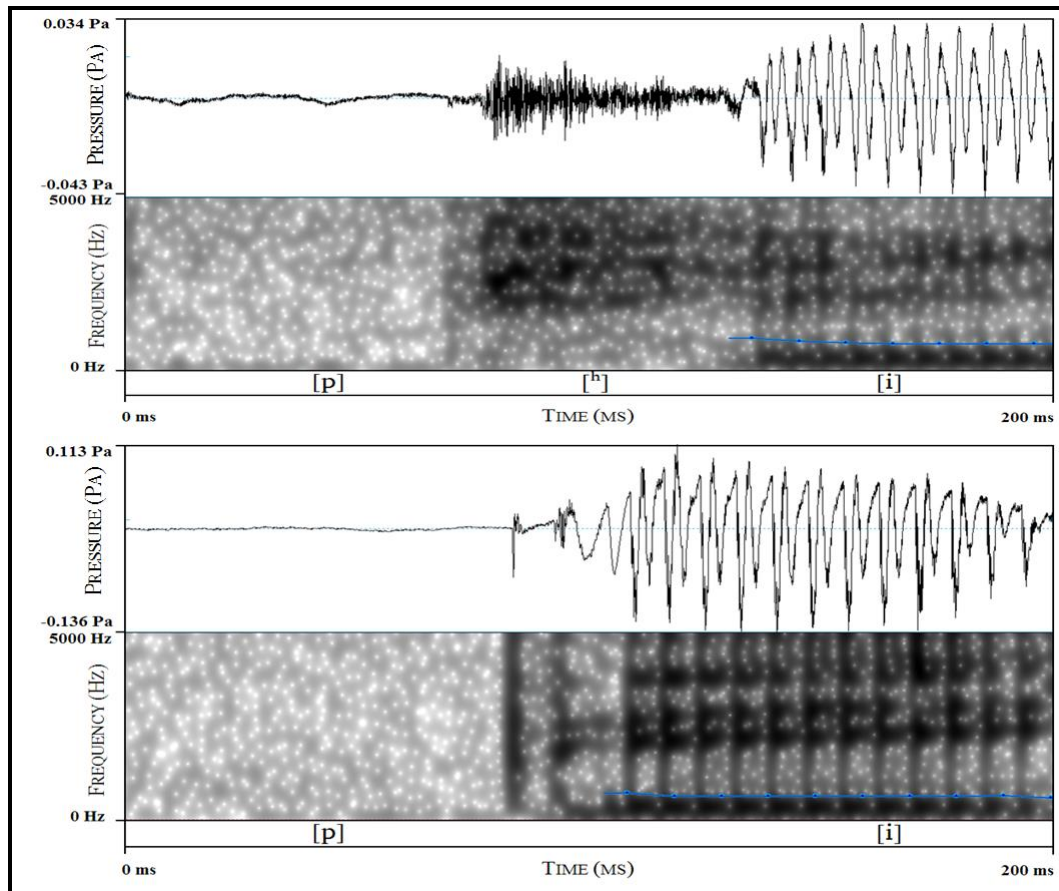 0.034 Pa
PRESSURE (PA)
-0.043 Pa
5000 Hz
FREQUENCY (HZ)
0 Hz
[p] [ʰ] [i]
0 ms TIME (MS) 200 ms
0.113 Pa
PRESSURE (PA)
-0.136 Pa
5000 Hz
FREQUENCY (HZ)
0 Hz
[p] [i]
0 ms TIME (MS) 200 ms